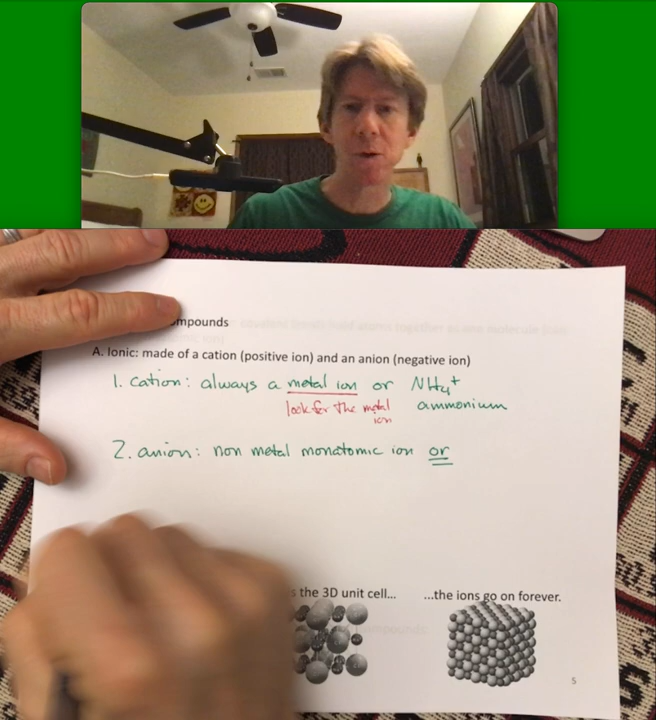 ompounds
A. Ionic: made of a cation (positive ion) and an anion (negative ion)
1. cation: always a metal ion or NH4+
look for the metal ion ammonium
2. anion: non metal monatomic ion or
s the 3D unit cell... ...the ions go on forever.
5